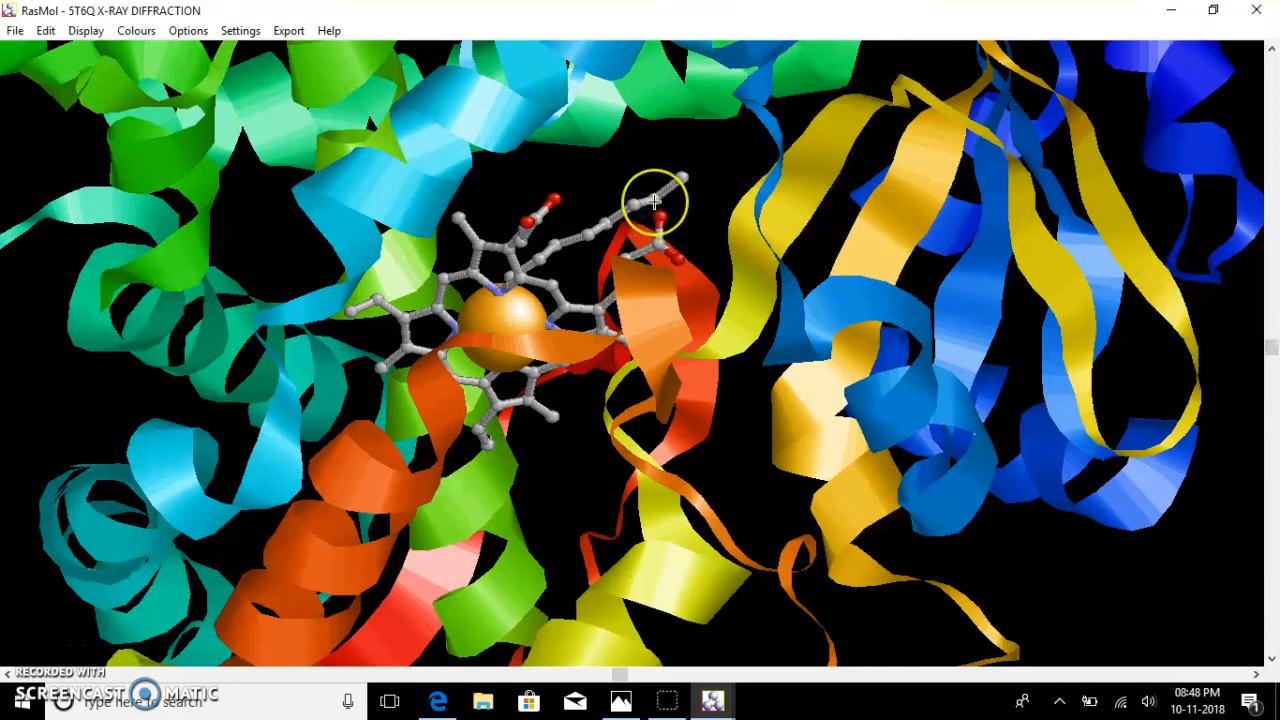 RasMol - 5T6Q X-RAY DIFFRACTION
File Edit Display Colours Options Settings Export Help
RECORDED WITH
SCREENCAST MATIC
Type here to search
08:48 PM
10-11-2018
1